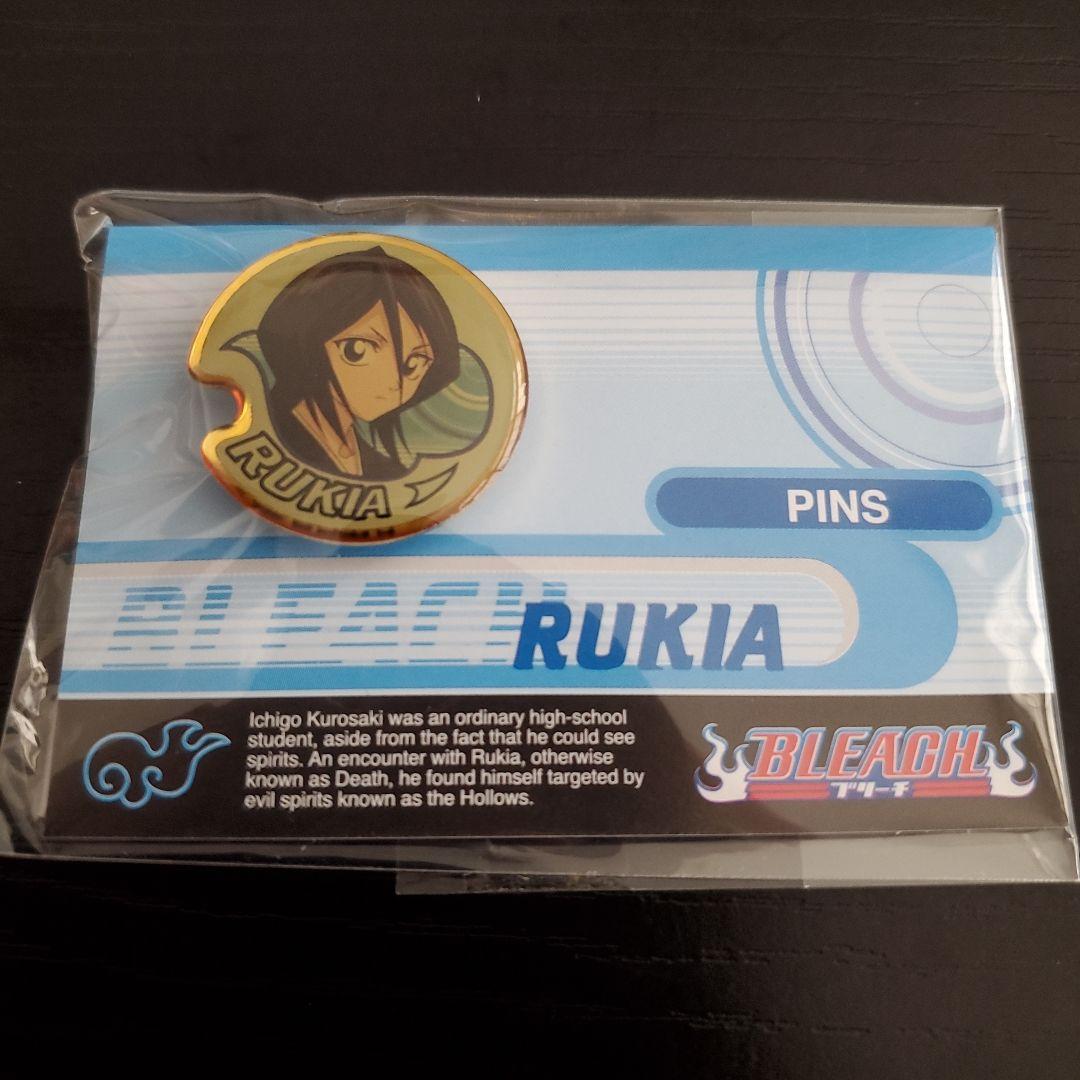 RUKIA
PINS
BLEACH
RUKIA
Ichigo Kurosaki was an ordinary high-school
student, aside from the fact that he could see
spirits. An encounter with Rukia, otherwise
known as Death, he found himself targeted by
evil spirits known as the Hollows.
BLEACH
ブリーチ